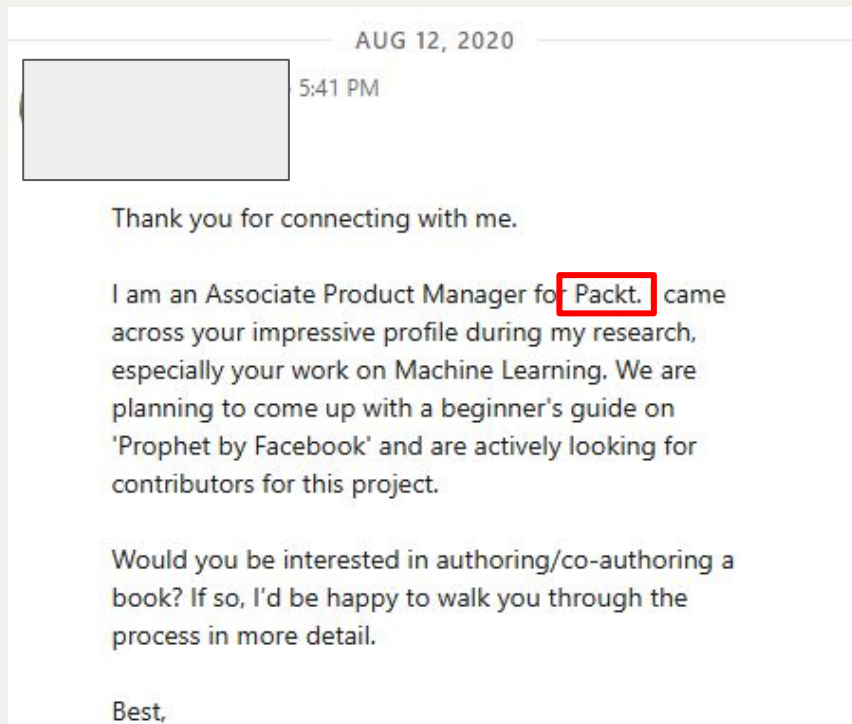 AUG 12, 2020
5:41 PM
Thank you for connecting with me.
I am an Associate Product Manager for Packt. came
across your impressive profile during my research,
especially your work on Machine Learning. We are
planning to come up with a beginner's guide on
'Prophet by Facebook' and are actively looking for
contributors for this project.
Would you be interested in authoring/co-authoring a
book? If so, I'd be happy to walk you through the
process in more detail.
Best,